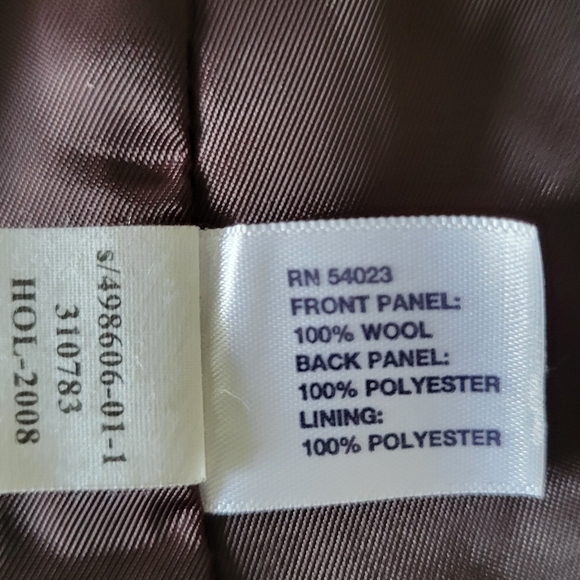 s/498606-01-1
310783
HOL-2008
RN 54023
FRONT PANEL:
100% WOOL
BACK PANEL:
100% POLYESTER
LINING:
100% POLYESTER